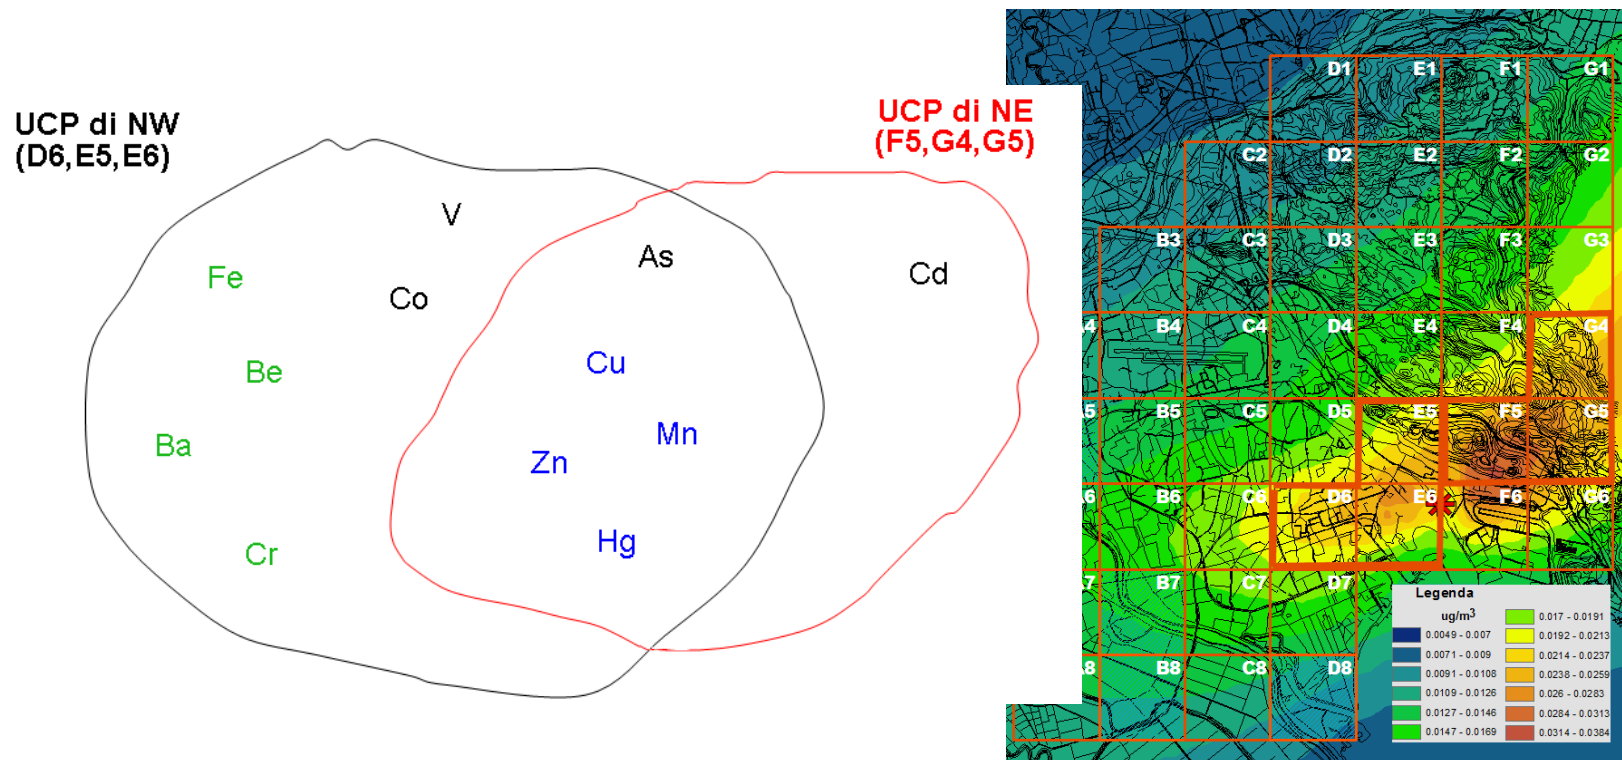 UCP di NW
(D6,E5,E6)
UCP di NE
(F5,G4,G5)
V
As
Fe
Co
Cd
Be
Cu
Ba
Mn
Zn
Cr
Hg
D1 E1 F1 G1
C2 D2 E2 F2 G2
B3 C3 D3 E3 F3 G3
A4 B4 C4 D4 E4 F4 G4
A5 B5 C5 D5 E5 F5 G5
A6 B6 C6 D6 E6 F6 G6
A7 B7 C7 D7
A8 B8 C8 D8
Legenda
ug/m3
0.0049 - 0.007
0.0071 - 0.009
0.0091 - 0.0108
0.0109 - 0.0126
0.0127 - 0.0146
0.0147 - 0.0169
0.017 - 0.0191
0.0192 - 0.0213
0.0214 - 0.0237
0.0238 - 0.0259
0.026 - 0.0283
0.0284 - 0.0313
0.0314 - 0.0384